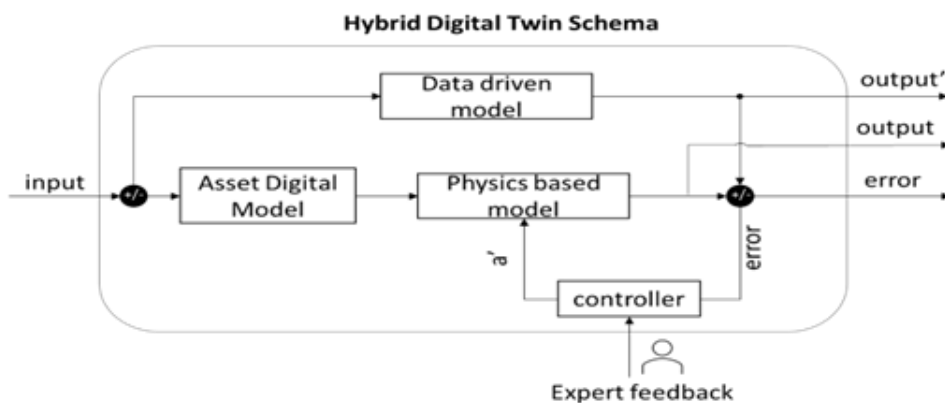 Hybrid Digital Twin Schema
Data driven
model
output'
output
input
+/-
Asset Digital
Model
Physics based
model
+/-
error
a'
error
controller
Expert feedback